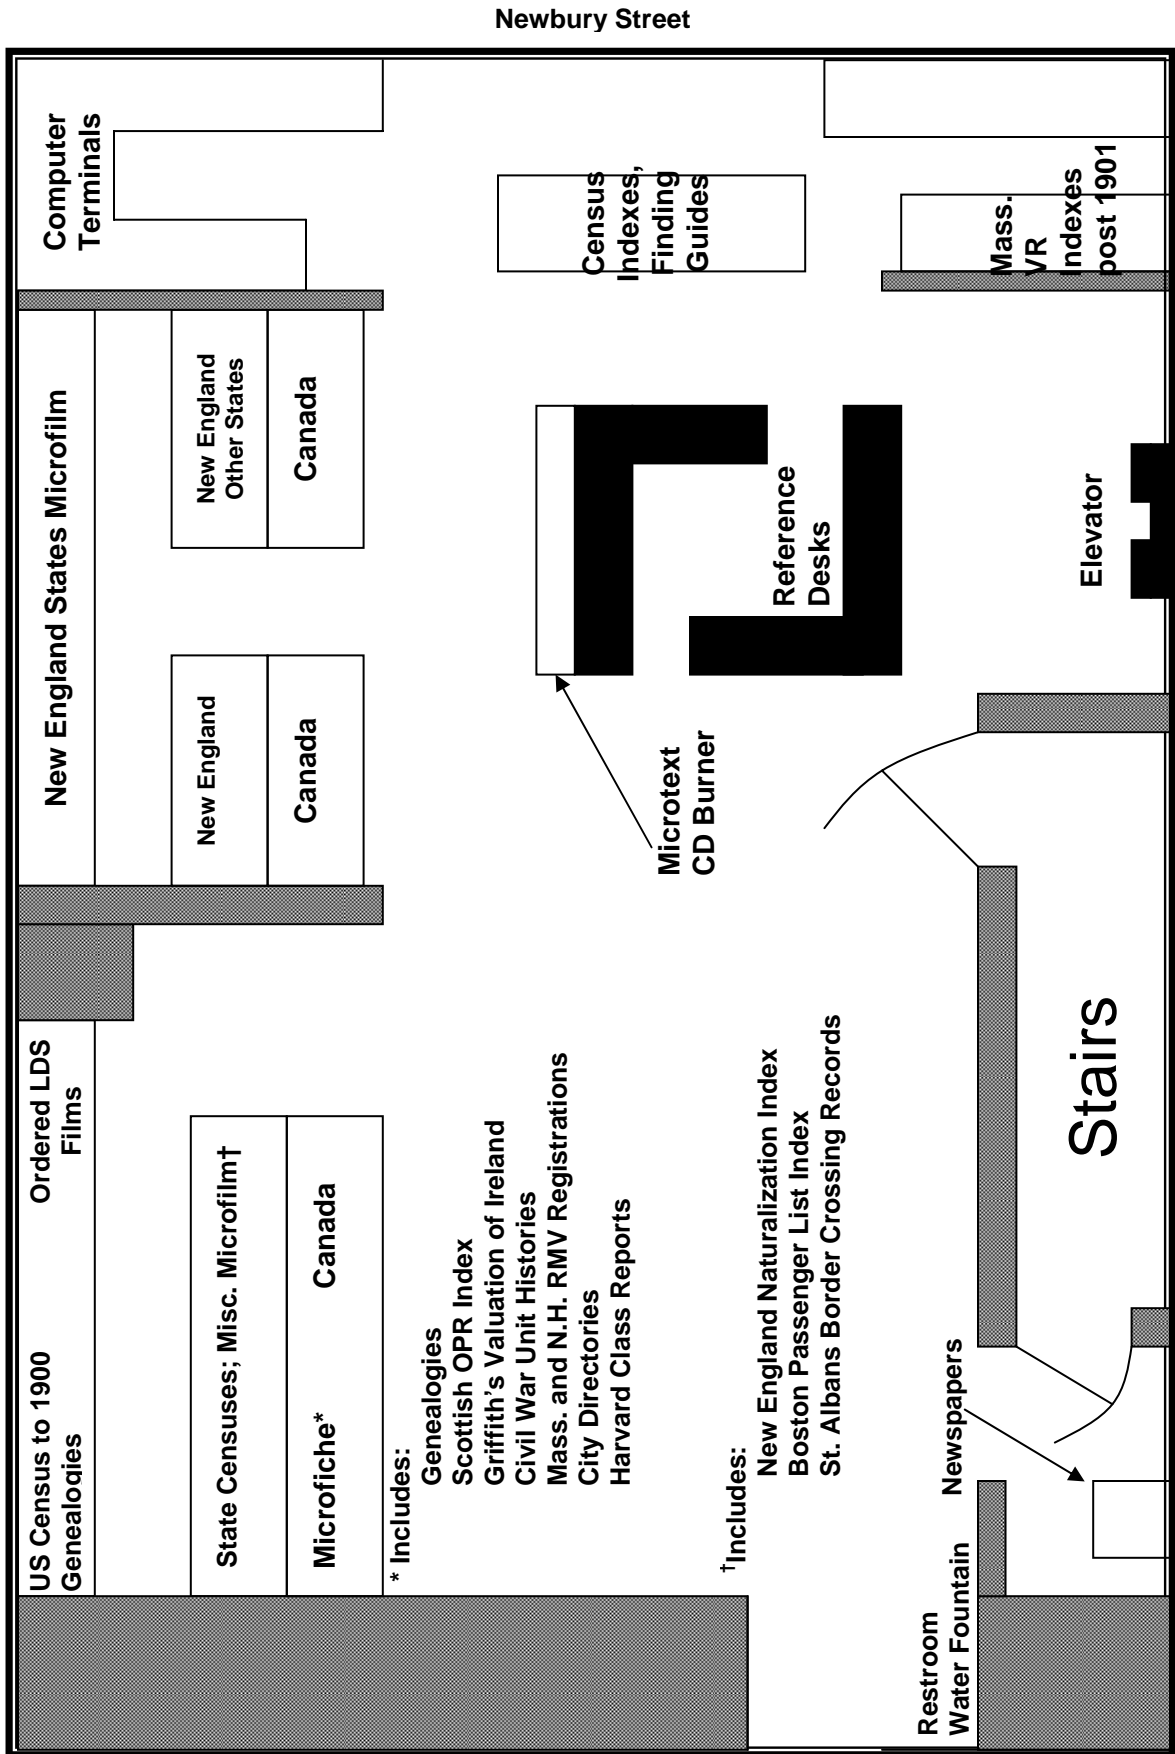 Newbury Street
Computer
Terminals
Census
Indexes,
Finding
Guides
Mass.
VR
Indexes
post 1901
New England States Microfilm
New England
Other States
Canada
New England
Canada
Reference
Desks
Elevator
Microtext
CD Burner
Ordered LDS
Films
US Census to 1900
Genealogies
State Censuses; Misc. Microfilm†
Microfiche* Canada
* Includes:
Genealogies
Scottish OPR Index
Griffith's Valuation of Ireland
Civil War Unit Histories
Mass. and N.H. RMV Registrations
City Directories
Harvard Class Reports
†Includes:
New England Naturalization Index
Boston Passenger List Index
St. Albans Border Crossing Records
Stairs
Newspapers
Restroom
Water Fountain